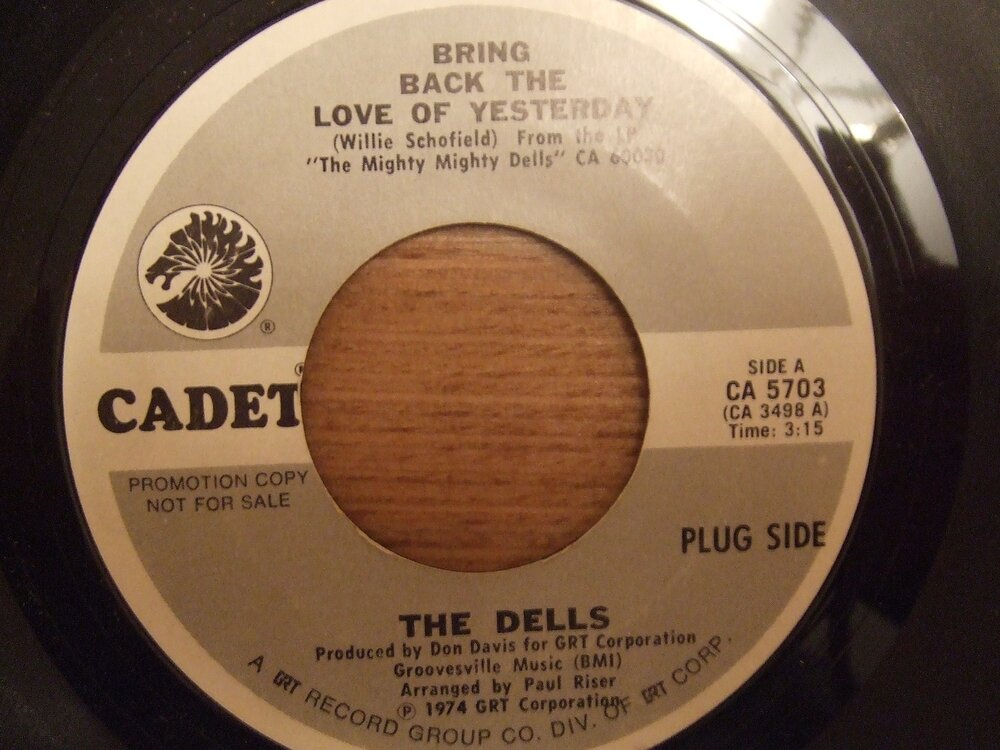 BRING
BACK THE
LOVE OF YESTERDAY
(Willie Schofield) From the LP
"The Mighty Mighty Dells" CA 60030
®
CADET®
SIDE A
CA 5703
(CA 3498 A)
Time: 3:15
PROMOTION COPY
NOT FOR SALE
PLUG SIDE
THE DELLS
Produced by Don Davis for GRT Corporation
Groovesville Music (BMI)
Arranged by Paul Riser
℗ 1974 GRT Corporation
A GRT RECORD GROUP CO. DIV. OF GRT CORP.